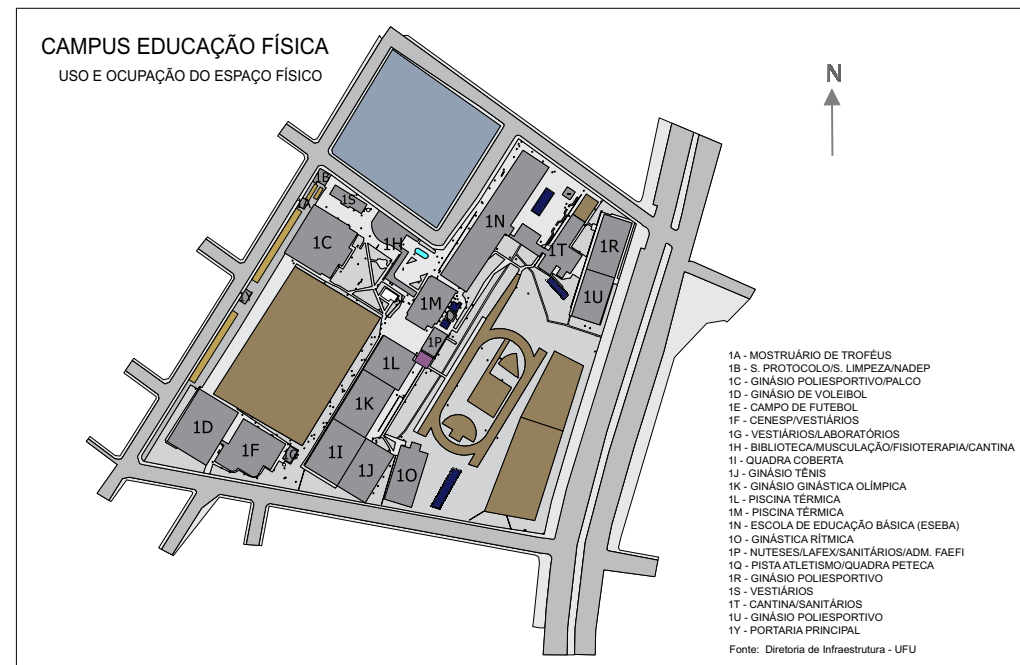 CAMPUS EDUCAÇÃO FÍSICA
USO E OCUPAÇÃO DO ESPAÇO FÍSICO
N
1B
1A
1S
1C
1H
1N
1T
1R
1U
1Y
1M
1P
1L
1K
1D
1F
1G
1I
1J
1O
1A - MOSTRUÁRIO DE TROFÉUS
1B - S. PROTOCOLO/S. LIMPEZA/NADEP
1C - GINÁSIO POLIESPORTIVO/PALCO
1D - GINÁSIO DE VOLEIBOL
1E - CAMPO DE FUTEBOL
1F - CENESP/VESTIÁRIOS
1G - VESTIÁRIOS/LABORATÓRIOS
1H - BIBLIOTECA/MUSCULAÇÃO/FISIOTERAPIA/CANTINA
1I - QUADRA COBERTA
1J - GINÁSIO TÊNIS
1K - GINÁSIO GINÁSTICA OLÍMPICA
1L - PISCINA TÉRMICA
1M - PISCINA TÉRMICA
1N - ESCOLA DE EDUCAÇÃO BÁSICA (ESEBA)
1O - GINÁSTICA RÍTMICA
1P - NUTESES/LAFEX/SANITÁRIOS/ADM. FAEFI
1Q - PISTA ATLETISMO/QUADRA PETECA
1R - GINÁSIO POLIESPORTIVO
1S - VESTIÁRIOS
1T - CANTINA/SANITÁRIOS
1U - GINÁSIO POLIESPORTIVO
1Y - PORTARIA PRINCIPAL
Fonte: Diretoria de Infraestrutura - UFU